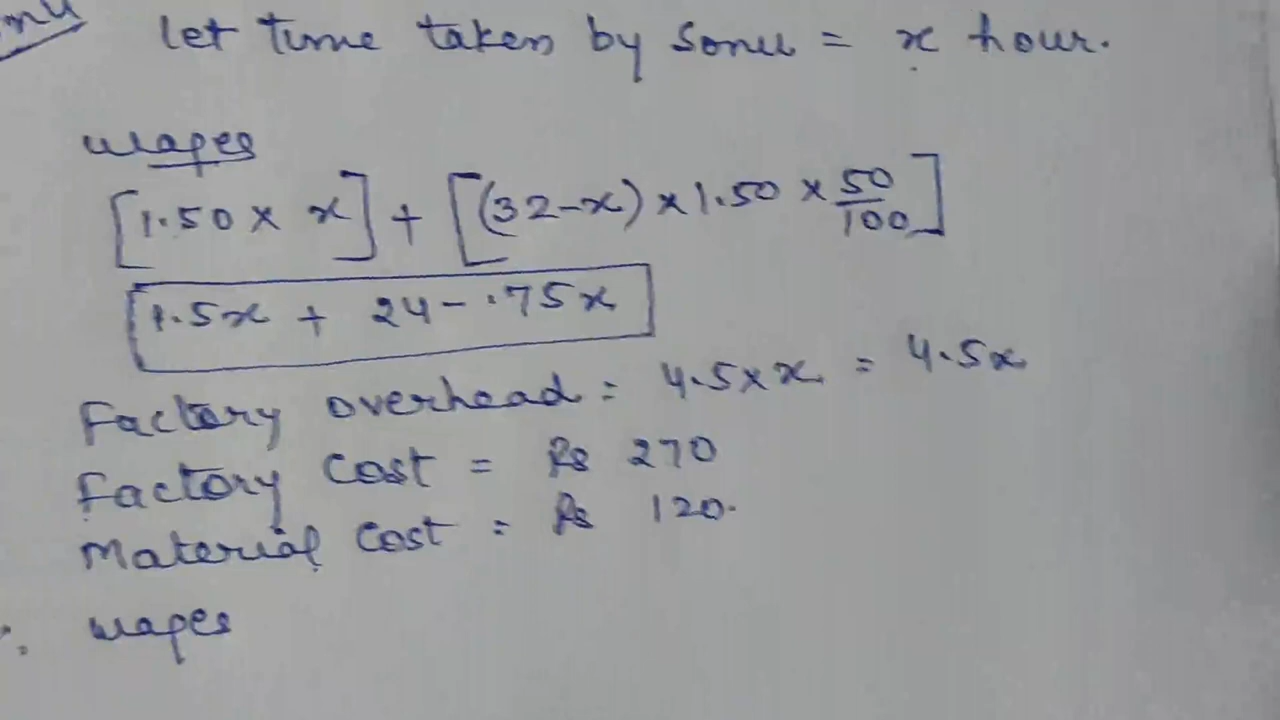 let time taken by Sonu = x hour.
Wages
[1.50 × x] + [(32-x) × 1.50 × 50/100]
1.5x + 24 - .75x
Factory overhead = 4.5 × x = 4.5x
Factory Cost = Rs 270
Material Cost = Rs 120.
∴ wages